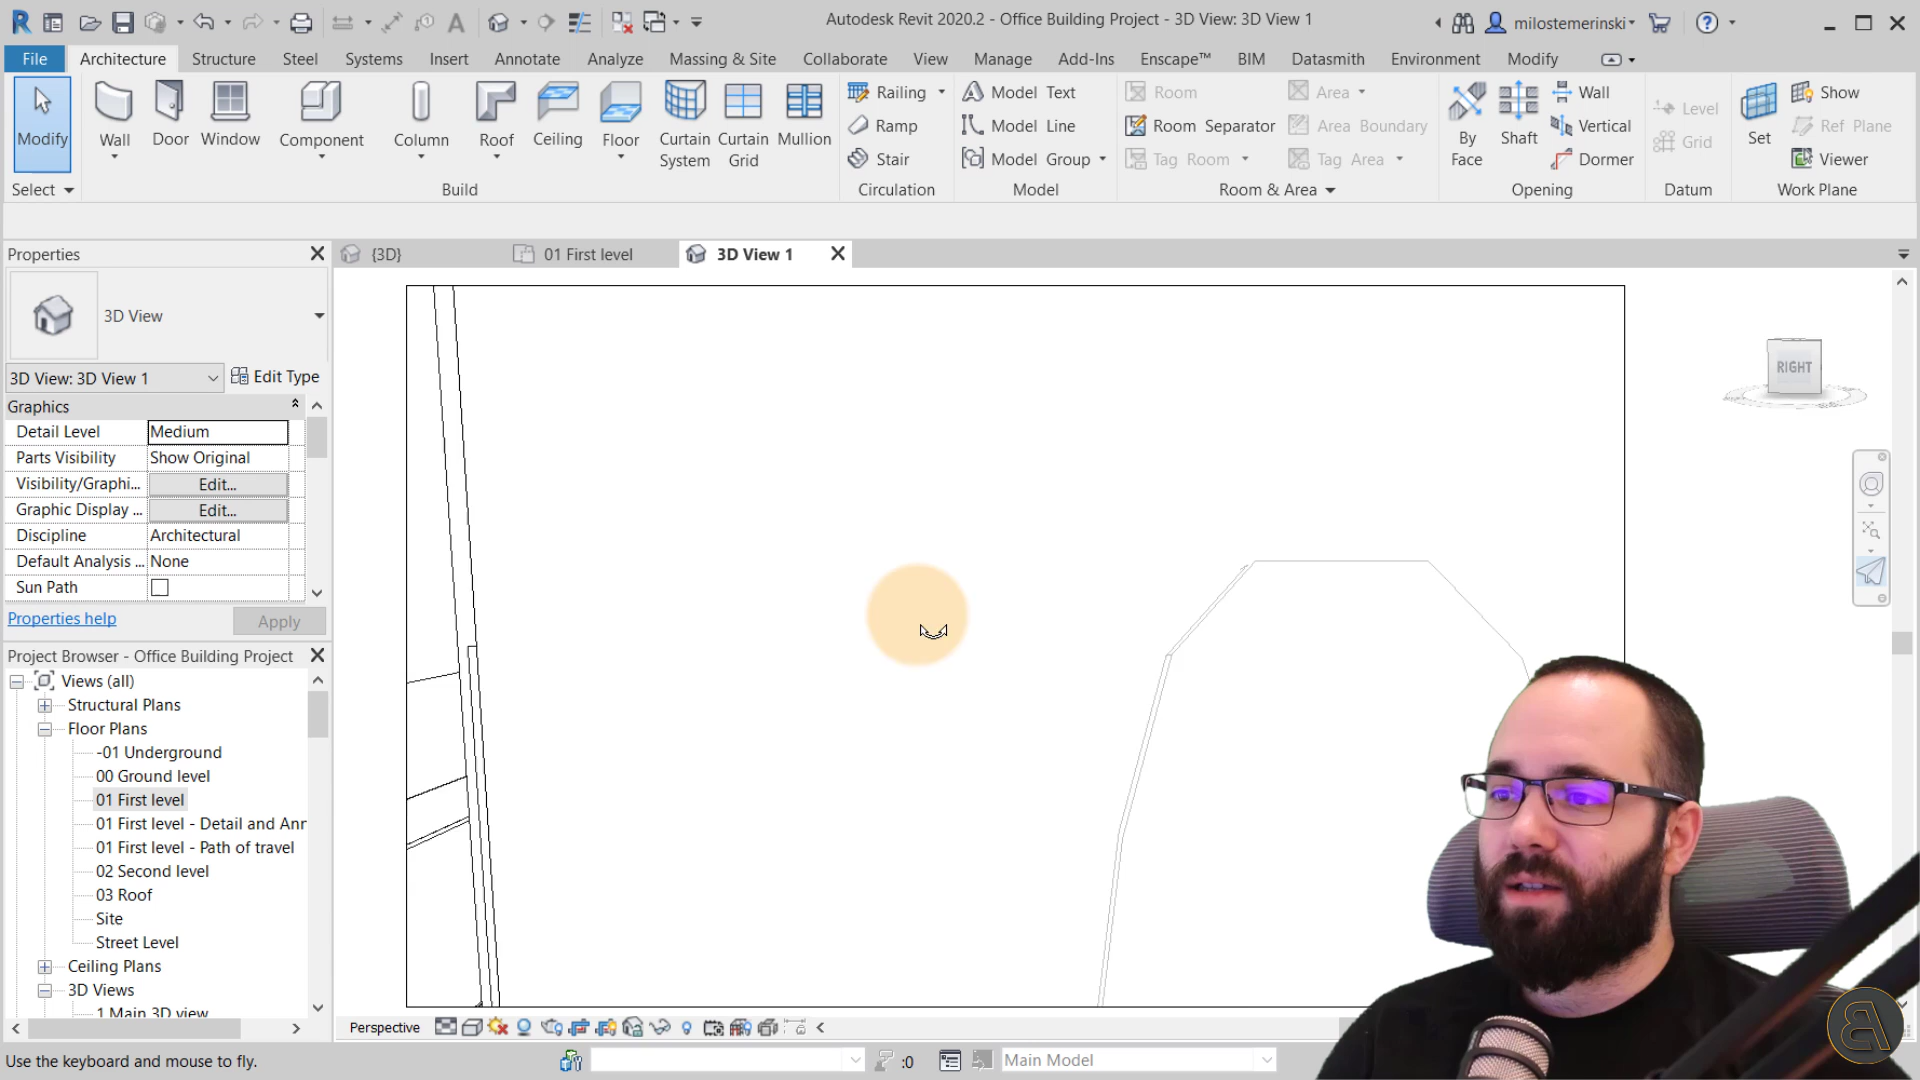 Autodesk Revit 2020.2 - Office Building Project - 3D View: 3D View 1
milostemerinski
File Architecture Structure Steel Systems Insert Annotate Analyze Massing & Site Collaborate View Manage Add-Ins Enscape™ BIM Datasmith Environment Modify
Modify
Select
Wall Door Window Component Column Roof Ceiling Floor Curtain System Curtain Grid Mullion
Build
Railing
Ramp
Stair
Circulation
Model Text
Model Line
Model Group
Model
Room
Room Separator
Tag Room
Area
Area Boundary
Tag Area
Room & Area
By Face
Shaft
Wall
Vertical
Dormer
Opening
Level
Grid
Datum
Set
Show
Ref Plane
Viewer
Work Plane
Properties
{3D}
01 First level
3D View 1
3D View
3D View: 3D View 1
Edit Type
Graphics
Detail Level Medium
Parts Visibility Show Original
Visibility/Graphi... Edit...
Graphic Display ... Edit...
Discipline Architectural
Default Analysis ... None
Sun Path
Properties help
Apply
RIGHT
Project Browser - Office Building Project
Views (all)
Structural Plans
Floor Plans
-01 Underground
00 Ground level
01 First level
01 First level - Detail and Anr
01 First level - Path of travel
02 Second level
03 Roof
Site
Street Level
Ceiling Plans
3D Views
1 Main 3D view
Perspective
Use the keyboard and mouse to fly.
:0
Main Model